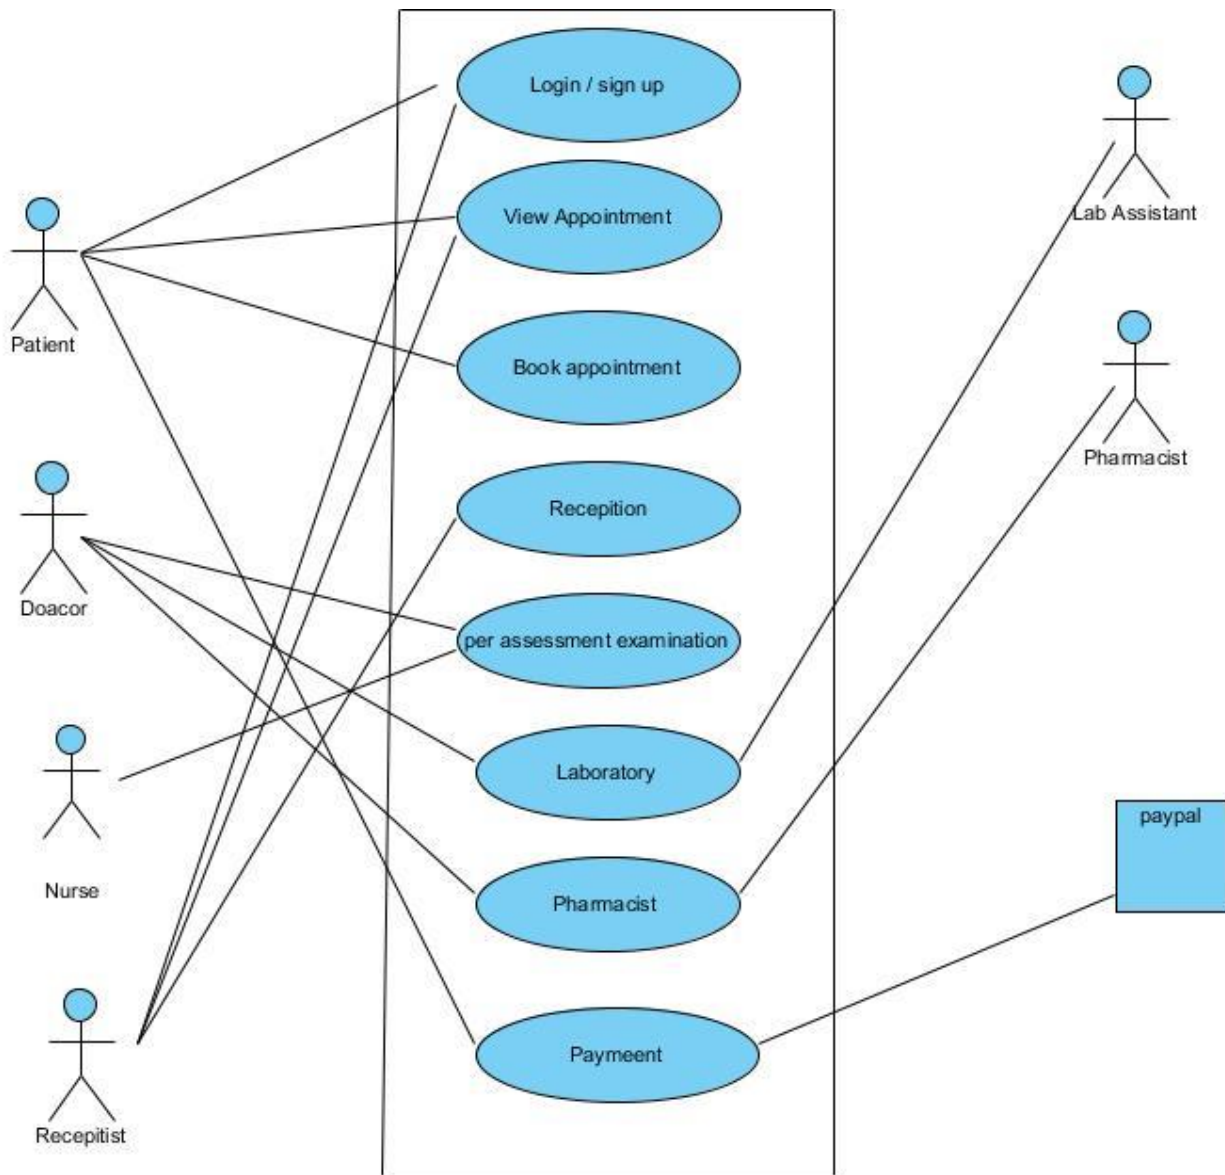 Login / sign up
View Appointment
Book appointment
Recepition
per assessment examination
Laboratory
Pharmacist
Paymeent
Patient
Doacor
Nurse
Recepitist
Lab Assistant
Pharmacist
paypal